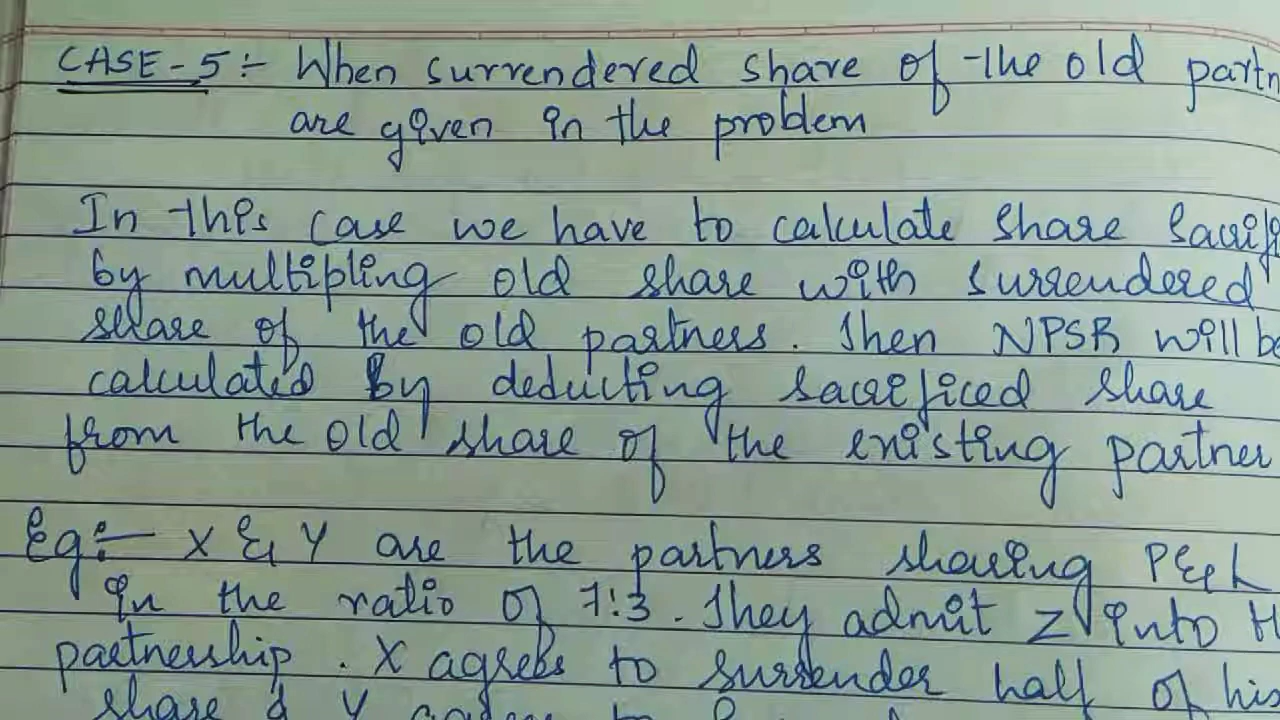 CASE-5:- When surrendered share of the old partn
are given in the problem
In this case we have to calculate share Sacrif
by multipling old share with surrendered
share of the old partners. Then NPSR will be
calculated by deducting sacrificed share
from the old share of the existing partner
Eg:- X & Y are the partners sharing P & L
in the ratio of 7:3. They admit Z into
partnership. X agrees to surrender half of his
share & Y